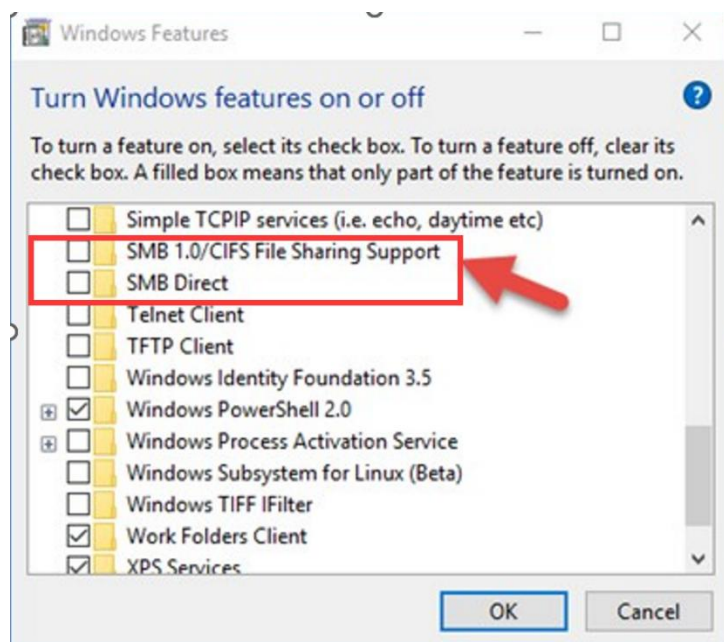 Windows Features
Turn Windows features on or off
?
To turn a feature on, select its check box. To turn a feature off, clear its
check box. A filled box means that only part of the feature is turned on.
Simple TCPIP services (i.e. echo, daytime etc)
SMB 1.0/CIFS File Sharing Support
SMB Direct
Telnet Client
TFTP Client
Windows Identity Foundation 3.5
Windows PowerShell 2.0
Windows Process Activation Service
Windows Subsystem for Linux (Beta)
Windows TIFF IFilter
Work Folders Client
XPS Services
OK
Cancel